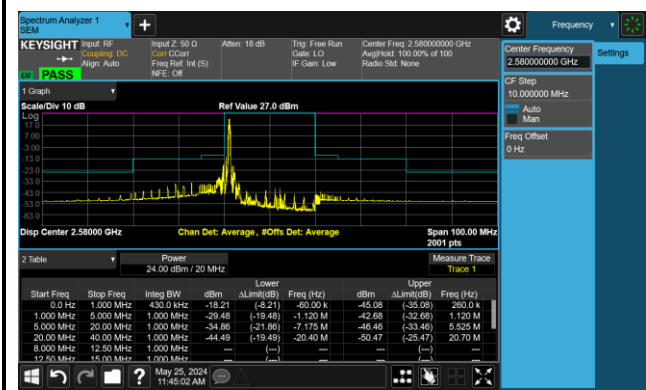 Spectrum Analyzer 1
SEM
Frequency
KEYSIGHT
Input: RF
Coupling: DC
Align: Auto
Input Z: 50 Ω
Corr CCorr
Freq Ref: Int (S)
NFE: Off
Atten: 18 dB
Trig: Free Run
Gate: LO
IF Gain: Low
Center Freq: 2.580000000 GHz
Avg|Hold: 100.00% of 100
Radio Std: None
PASS
Center Frequency
2.580000000 GHz
Settings
CF Step
10.000000 MHz
Auto
Man
Freq Offset
0 Hz
1 Graph
Scale/Div 10 dB
Ref Value 27.0 dBm
Log
17.0
7.00
-3.00
-13.0
-23.0
-33.0
-43.0
-53.0
-63.0
Disp Center 2.58000 GHz
Chan Det: Average, #Offs Det: Average
Span 100.00 MHz
2001 pts
2 Table
Power
24.00 dBm / 20 MHz
Measure Trace
Trace 1
Lower Upper
Start Freq Stop Freq Integ BW dBm ΔLimit(dB) Freq (Hz) dBm ΔLimit(dB) Freq (Hz)
0.0 Hz 1.000 MHz 430.0 kHz -18.21 (-8.21) -60.00 k -45.08 (-35.08) 260.0 k
1.000 MHz 5.000 MHz 1.000 MHz -29.48 (-19.48) -1.120 M -42.68 (-32.68) 1.120 M
5.000 MHz 20.00 MHz 1.000 MHz -34.86 (-21.86) -7.175 M -46.46 (-33.46) 5.525 M
20.00 MHz 40.00 MHz 1.000 MHz -44.49 (-19.49) -20.40 M -50.47 (-25.47) 20.70 M
8.000 MHz 12.50 MHz 1.000 MHz --- (---) --- --- (---) ---
12.50 MHz 15.00 MHz 1.000 MHz --- (---) --- --- (---) ---
May 25, 2024
11:45:02 AM